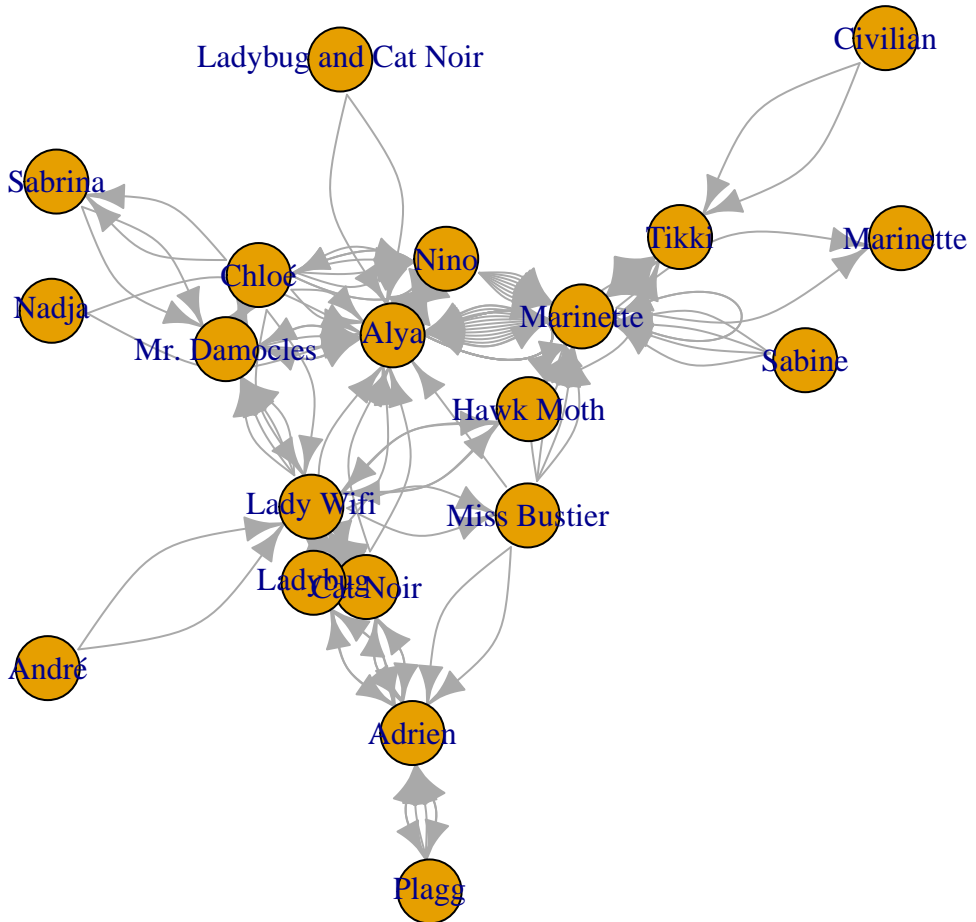 Civilian
Ladybug and Cat Noir
Sabrina
Tikki
Marinette
Nino
Chloé
Nadja
Marinette
Alya
Mr. Damocles
Sabine
Hawk Moth
Lady Wifi
Miss Bustier
Ladybug
Cat Noir
André
Adrien
Plagg